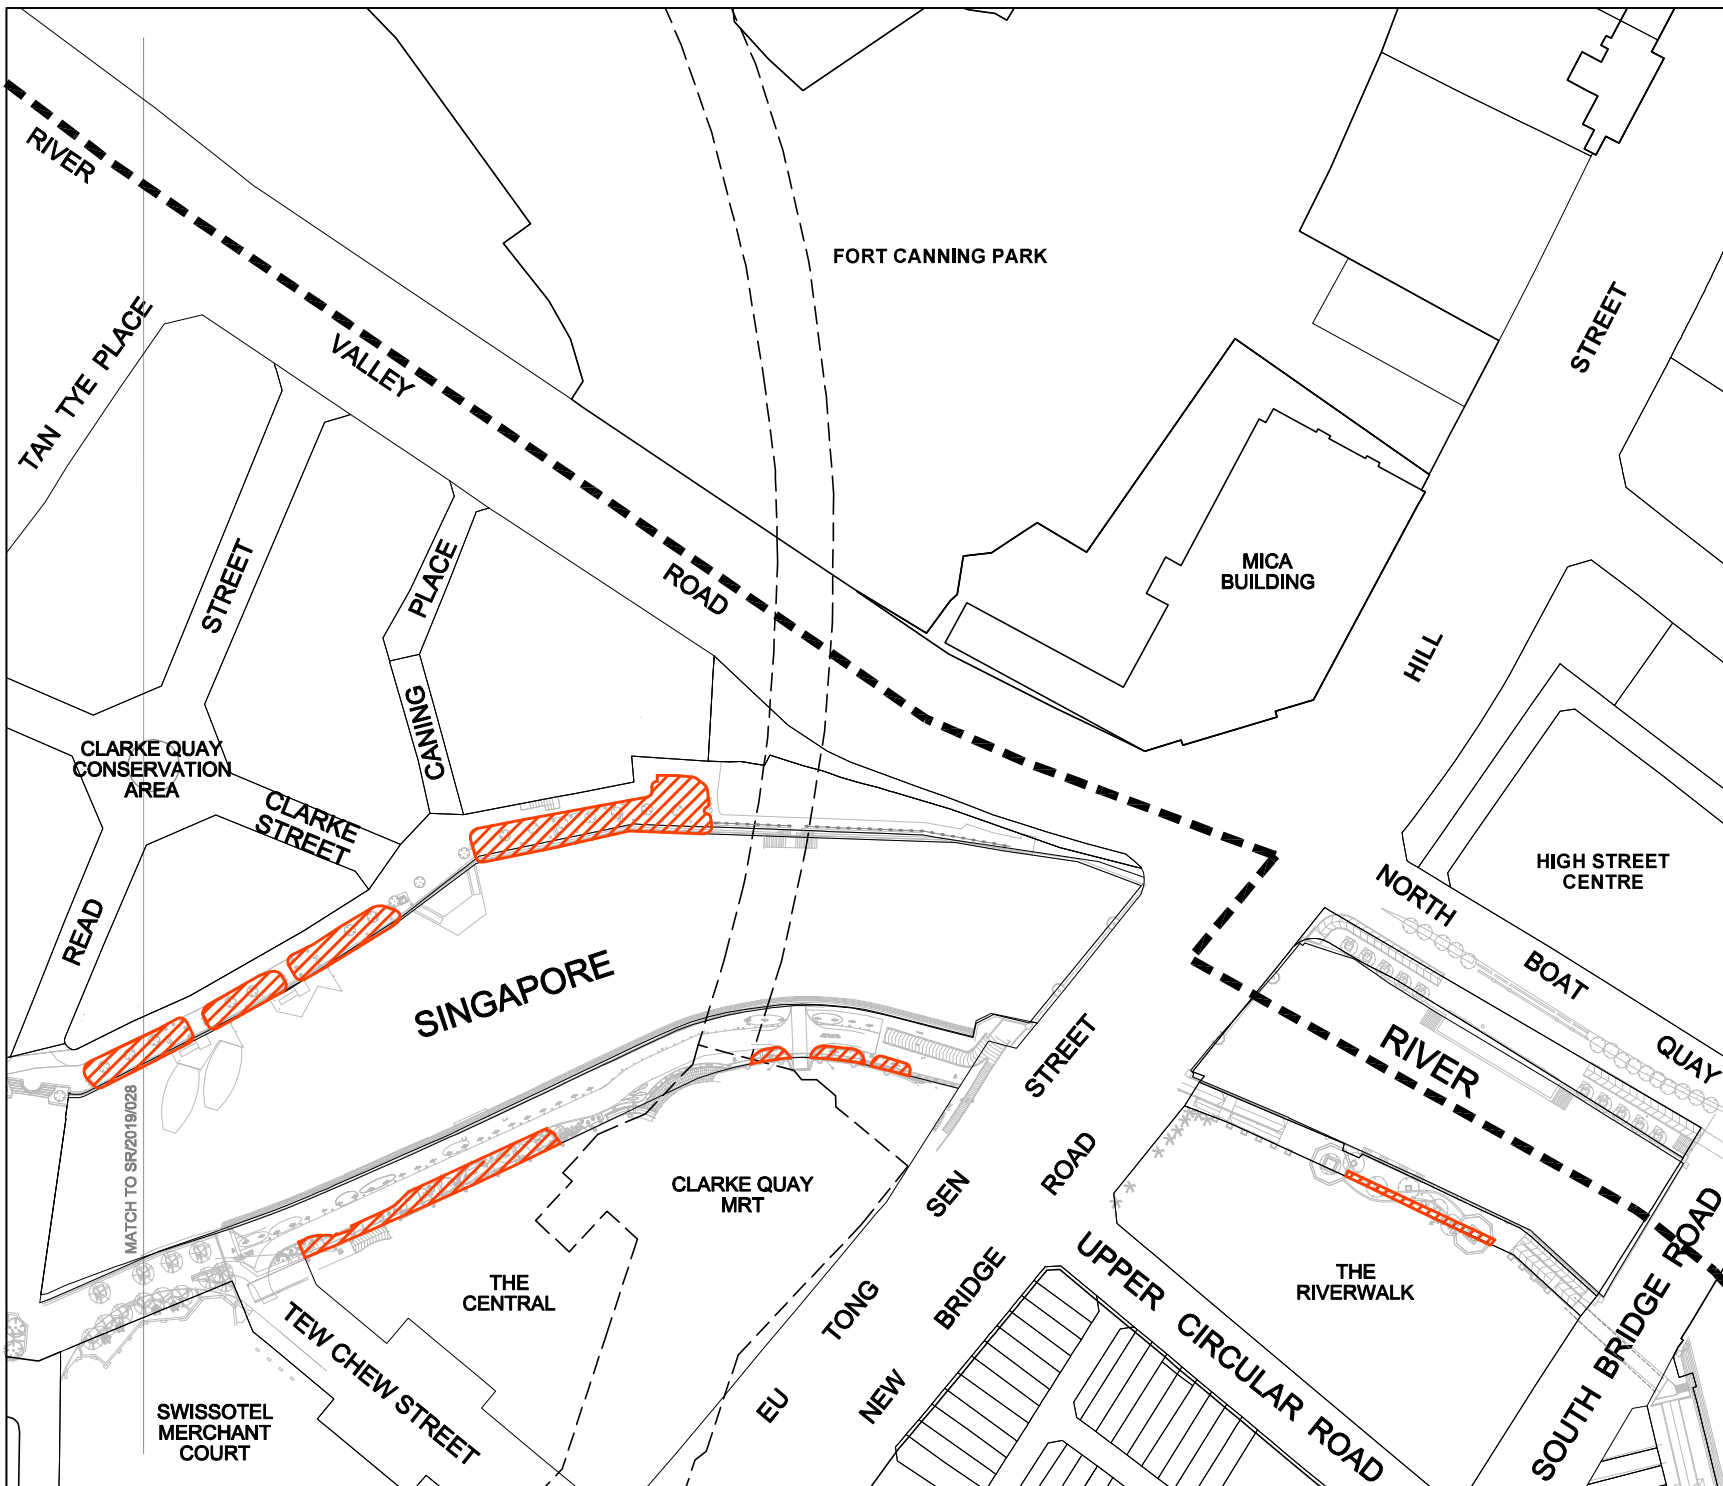 RIVER
VALLEY
ROAD
FORT CANNING PARK
STREET
HILL
TAN TYE PLACE
STREET
PLACE
CANING
MICA
BUILDING
CLARKE QUAY
CONSERVATION
AREA
CLARKE
STREET
READ
HIGH STREET
CENTRE
NORTH
BOAT
QUAY
SINGAPORE
RIVER
STREET
SEN
TONG
EU
ROAD
BRIDGE
NEW
MATCH TO SR/2019/028
CLARKE QUAY
MRT
THE
CENTRAL
TEW CHEW STREET
SWISSOTEL
MERCHANT
COURT
UPPER CIRCULAR ROAD
THE
RIVERWALK
SOUTH BRIDGE ROAD